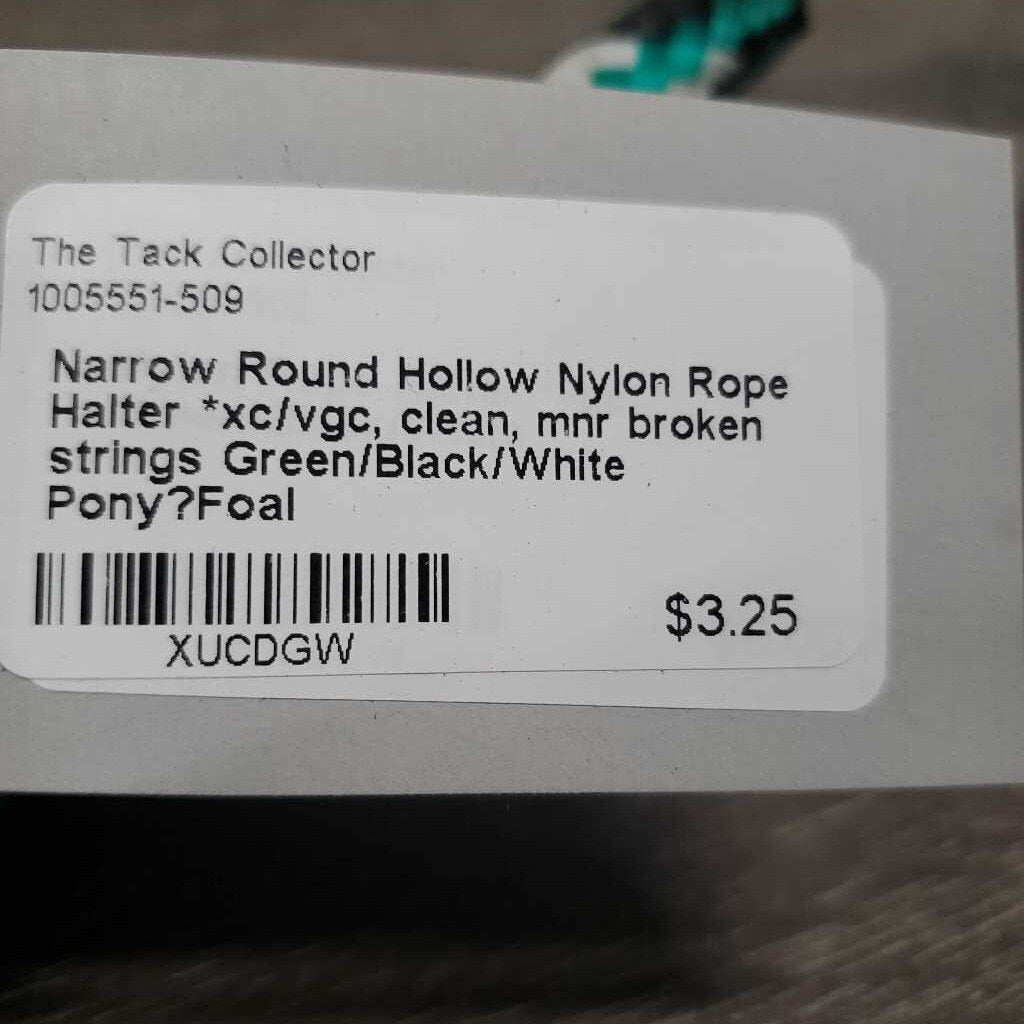 The Tack Collector
1005551-509
Narrow Round Hollow Nylon Rope
Halter *xc/vgc, clean, mnr broken
strings Green/Black/White
Pony?Foal
XUCDGW
$3.25